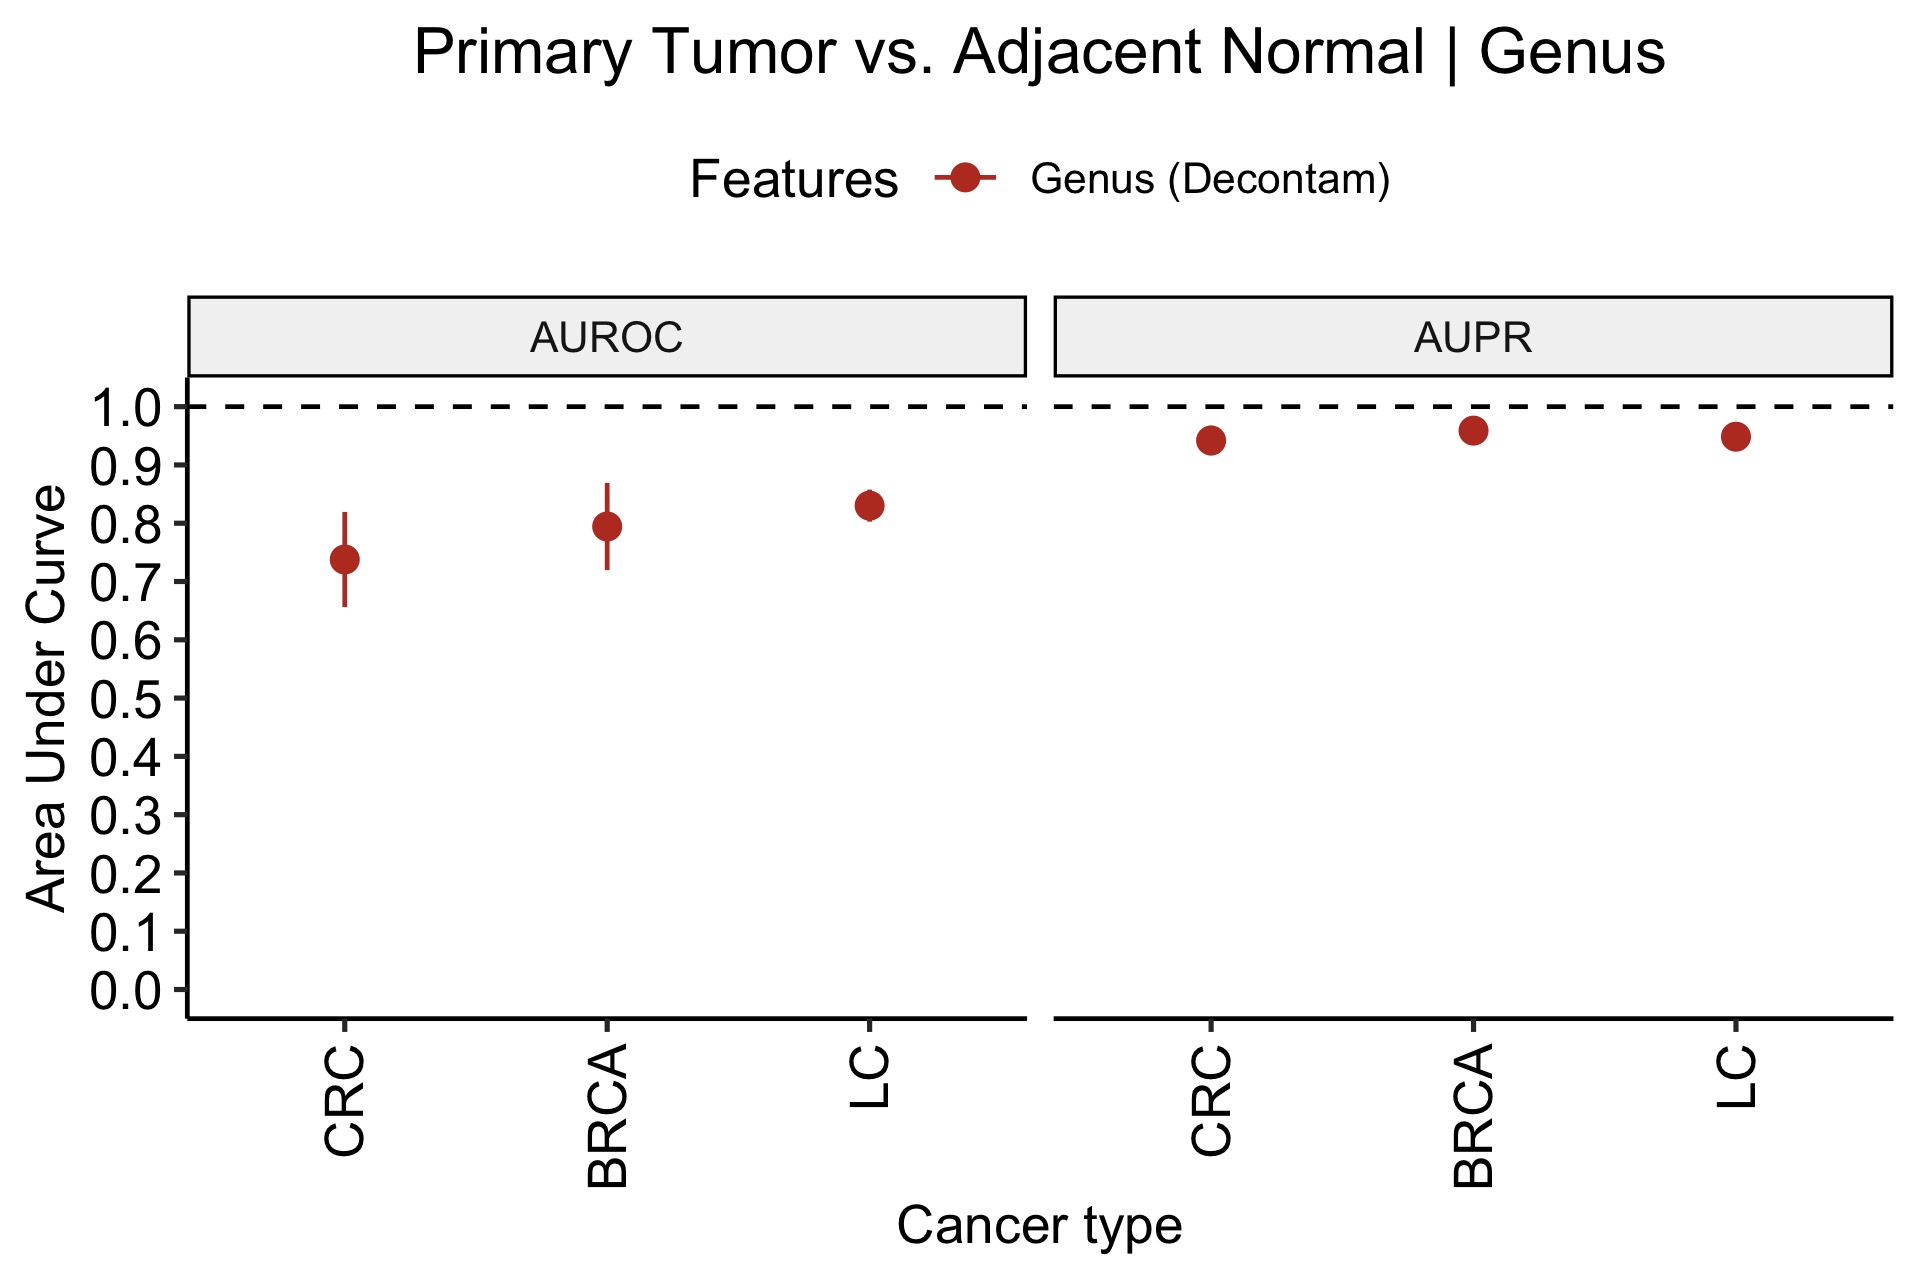 Primary Tumor vs. Adjacent Normal | Genus
Features Genus (Decontam)
AUROC AUPR
Area Under Curve
1.0
0.9
0.8
0.7
0.6
0.5
0.4
0.3
0.2
0.1
0.0
CRC BRCA LC CRC BRCA LC
Cancer type